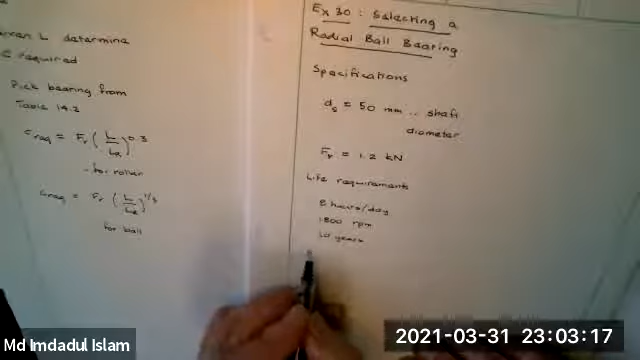 determine
C required
Pick bearing from
Table 14.2
Creq = Fr (L/LR)^0.3
- for roller
Creq = Fr (L/LR)^1/3
for ball
Ex 30 : Selecting a
Radial Ball Bearing
Specifications
ds = 50 mm .. shaft
diameter
Fr = 1.2 kN
Life requirements
8 hours/day
1800 rpm
10 years
Md Imdadul Islam
2021-03-31 23:03:17